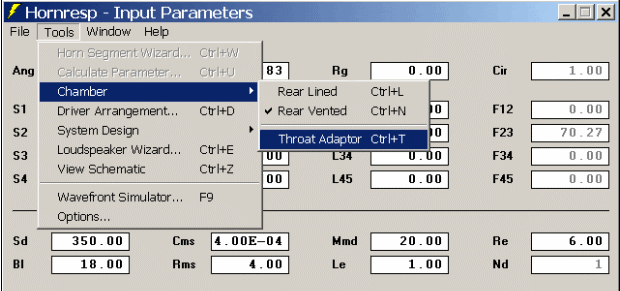 Hornresp - Input Parameters
File Tools Window Help
Horn Segment Wizard... Ctrl+W
Ang Calculate Parameter... Ctrl+U 83 Rg 0.00 Cir 1.00
Chamber Rear Lined Ctrl+L
S1 Driver Arrangement... Ctrl+D Rear Vented Ctrl+N 00 F12 0.00
S2 System Design Throat Adaptor Ctrl+T F23 70.27
S3 Loudspeaker Wizard... Ctrl+E 00 L34 0.00 F34 0.00
S4 View Schematic Ctrl+Z 00 L45 0.00 F45 0.00
Wavefront Simulator... F9
Options...
Sd 350.00 Cms 4.00E-04 Mmd 20.00 Re 6.00
Bl 18.00 Rms 4.00 Le 1.00 Nd 1